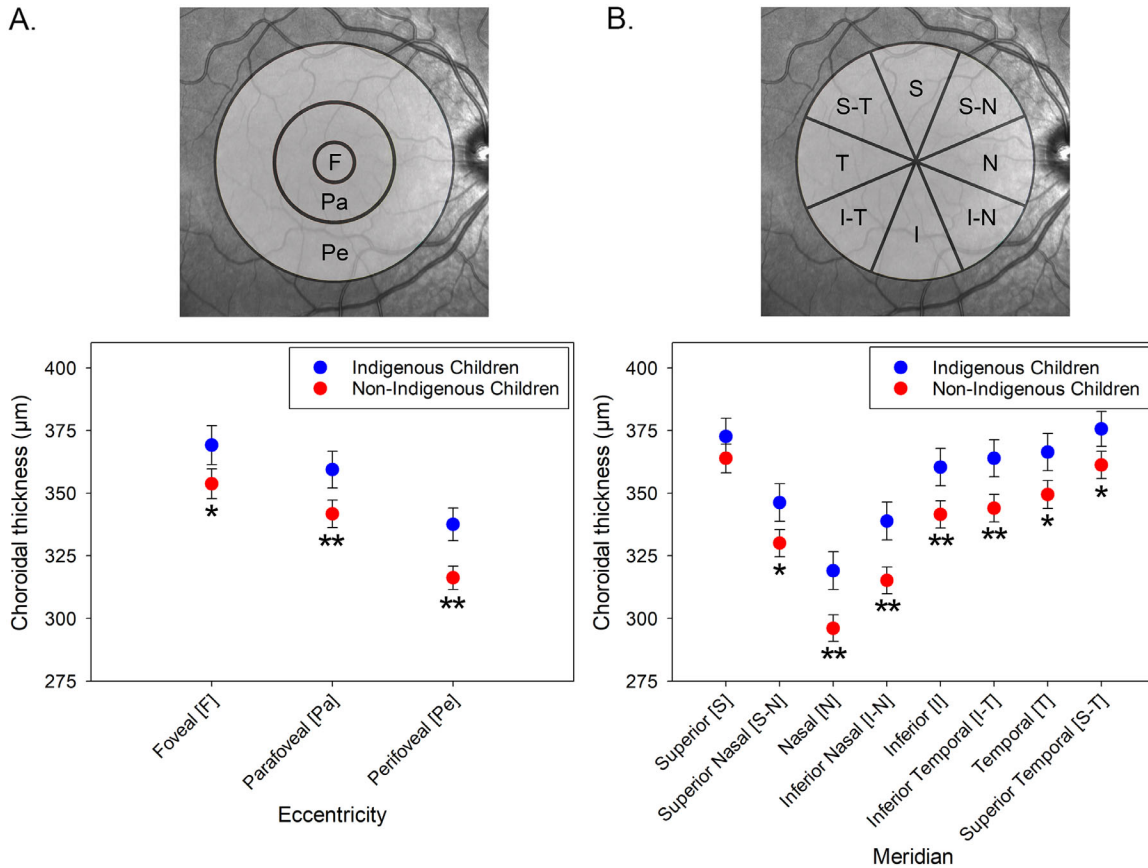 A.
F
Pa
Pe
400
375
350
325
300
275
Choroidal thickness (µm)
Indigenous Children
Non-Indigenous Children
*
**
**
Foveal [F]
Parafoveal [Pa]
Perifoveal [Pe]
Eccentricity
B.
S
S-T
S-N
T
N
I-T
I-N
I
400
375
350
325
300
275
Choroidal thickness (µm)
Indigenous Children
Non-Indigenous Children
*
**
**
**
**
*
*
Superior [S]
Superior Nasal [S-N]
Nasal [N]
Inferior Nasal [I-N]
Inferior [I]
Inferior Temporal [I-T]
Temporal [T]
Superior Temporal [S-T]
Meridian